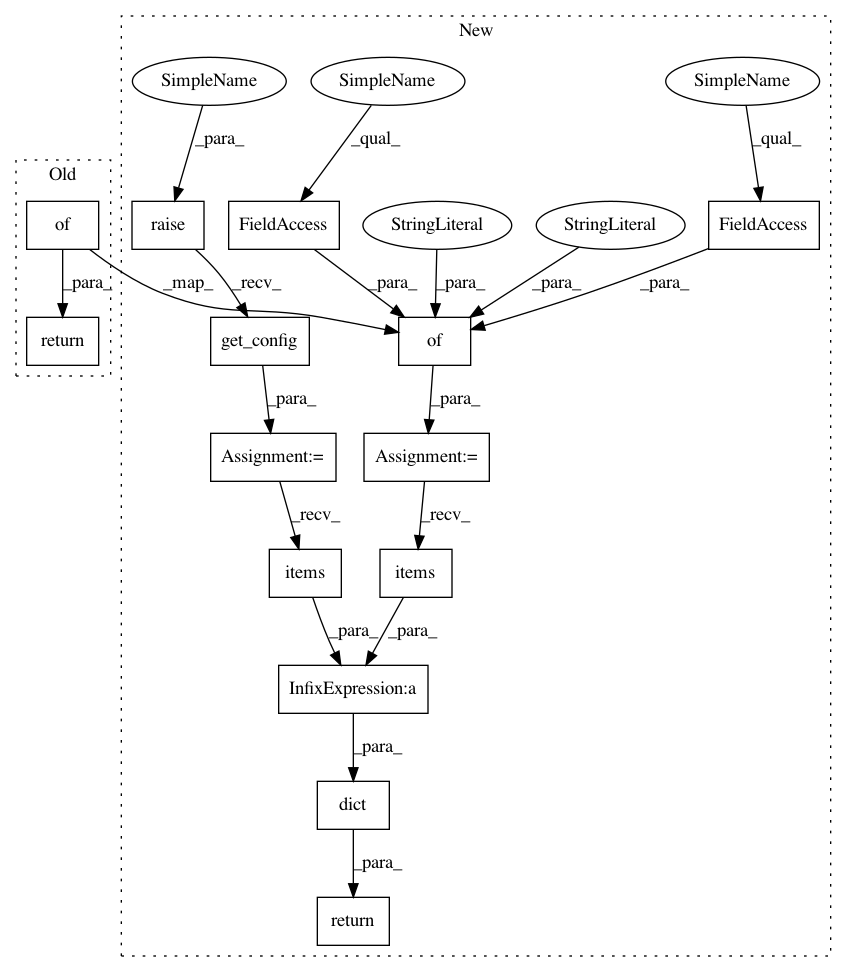 New
SimpleName SimpleName SimpleName
_para_ _qual_ _qual_
Old
of raise FieldAccess StringLiteral StringLiteral FieldAccess
_para_ _map_ _recv_ _para_ _para_ _para_ _para_
return get_config of
_para_ _para_
Assignment:= Assignment:=
_recv_ _recv_
items items
_para_ _para_
InfixExpression:a
_para_
dict
_para_
return